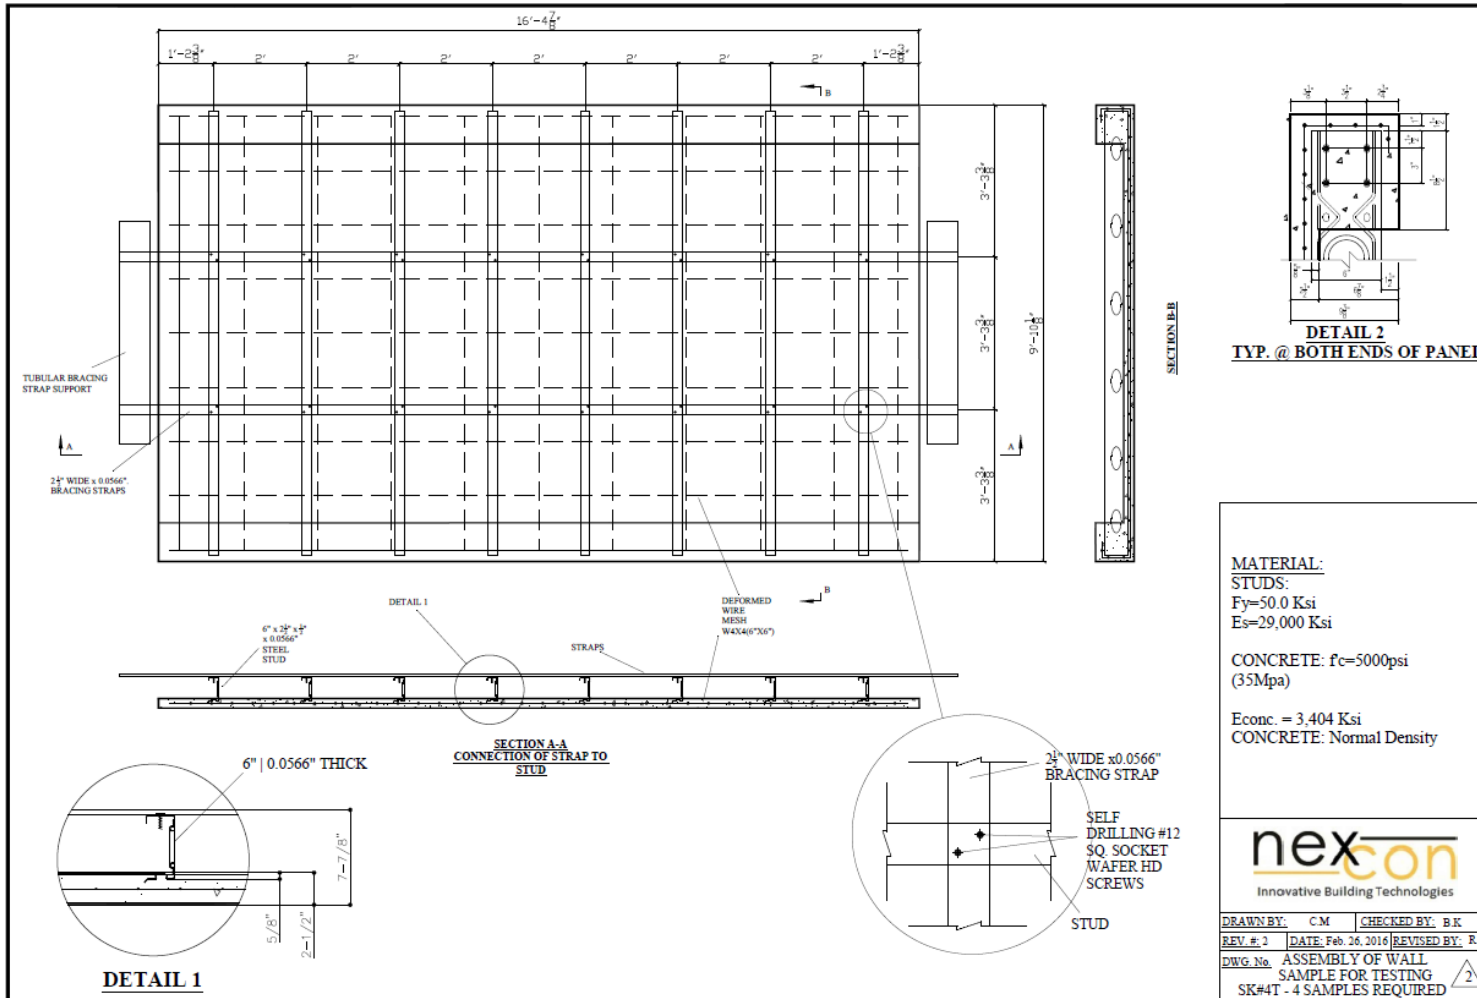 16'-4⅞"
1'-2⅜" 2' 2' 2' 2' 2' 2' 2' 1'-2⅜"
B
3'-3⅜"
3'-3⅜"
3'-3⅜"
9'-10⅛"
TUBULAR BRACING
STRAP SUPPORT
A
A
2½" WIDE x 0.0566".
BRACING STRAPS
B
SECTION B-B
1"
1½"
3"
6"
DETAIL 2
TYP. @ BOTH ENDS OF PANEL
DETAIL 1
DEFORMED
WIRE
MESH
W4X4(6"X6")
x 0.0566"
STEEL
STUD
STRAPS
SECTION A-A
CONNECTION OF STRAP TO
STUD
6" | 0.0566" THICK
7-7/8"
5/8"
2-1/2"
DETAIL 1
2½" WIDE x0.0566"
BRACING STRAP
SELF
DRILLING #12
SQ. SOCKET
WAFER HD
SCREWS
STUD
MATERIAL:
STUDS:
Fy=50.0 Ksi
Es=29,000 Ksi
CONCRETE: f'c=5000psi
(35Mpa)
Econc. = 3,404 Ksi
CONCRETE: Normal Density
nexcon
Innovative Building Technologies
DRAWN BY: C.M CHECKED BY: B.K
REV. #: 2 DATE: Feb. 26, 2016 REVISED BY: R
DWG. No. ASSEMBLY OF WALL
SAMPLE FOR TESTING
SK#4T - 4 SAMPLES REQUIRED 2